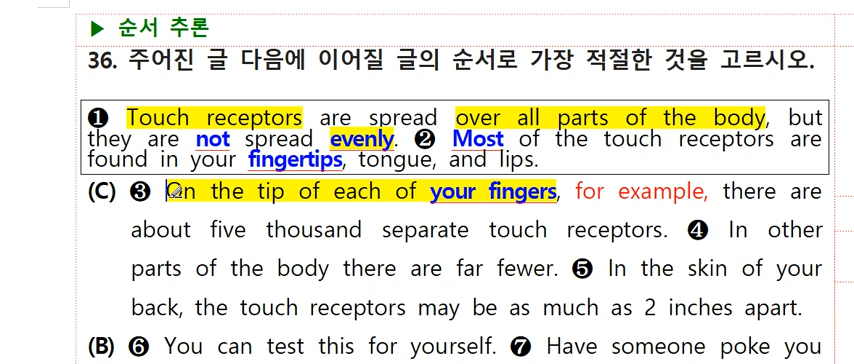 ▶ 순서 추론
36. 주어진 글 다음에 이어질 글의 순서로 가장 적절한 것을 고르시오.
❶ Touch receptors are spread over all parts of the body, but
they are not spread evenly. ❷ Most of the touch receptors are
found in your fingertips, tongue, and lips.
(C) ❸ On the tip of each of your fingers, for example, there are
about five thousand separate touch receptors. ❹ In other
parts of the body there are far fewer. ❺ In the skin of your
back, the touch receptors may be as much as 2 inches apart.
(B) ❻ You can test this for yourself. ❼ Have someone poke you